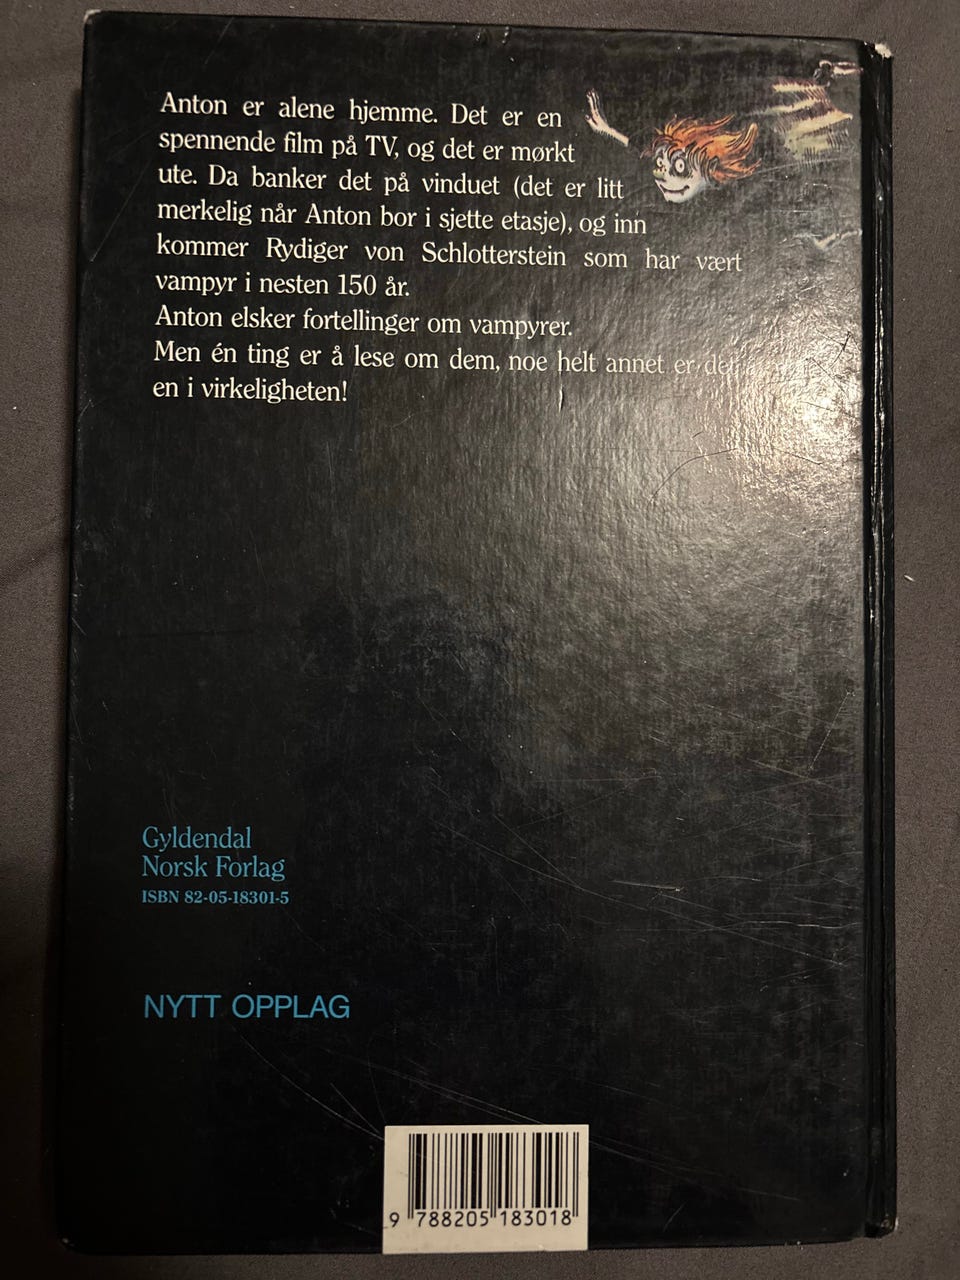 Anton er alene hjemme. Det er en
spennende film på TV, og det er mørkt
ute. Da banker det på vinduet (det er litt
merkelig når Anton bor i sjette etasje), og inn
kommer Rydiger von Schlotterstein som har vært
vampyr i nesten 150 år.
Anton elsker fortellinger om vampyrer.
Men én ting er å lese om dem, noe helt annet er det
en i virkeligheten!
Gyldendal
Norsk Forlag
ISBN 82-05-18301-5
NYTT OPPLAG
9 788205 183018